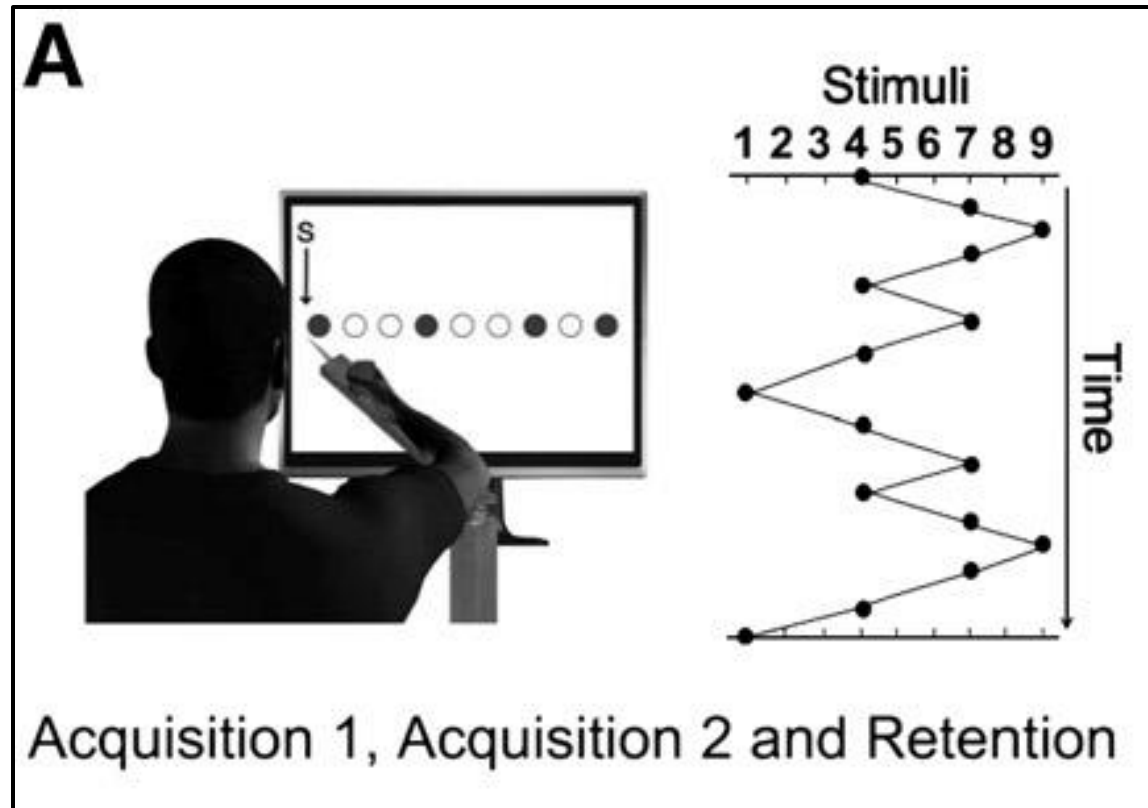 A
Stimuli
1 2 3 4 5 6 7 8 9
S
Time
Acquisition 1, Acquisition 2 and Retention